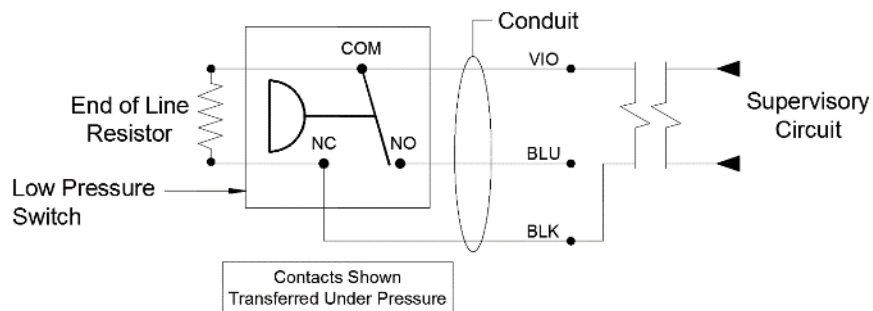 Conduit
COM
VIO
End of Line
Resistor
Supervisory
Circuit
NC
NO
BLU
Low Pressure
Switch
BLK
Contacts Shown
Transferred Under Pressure